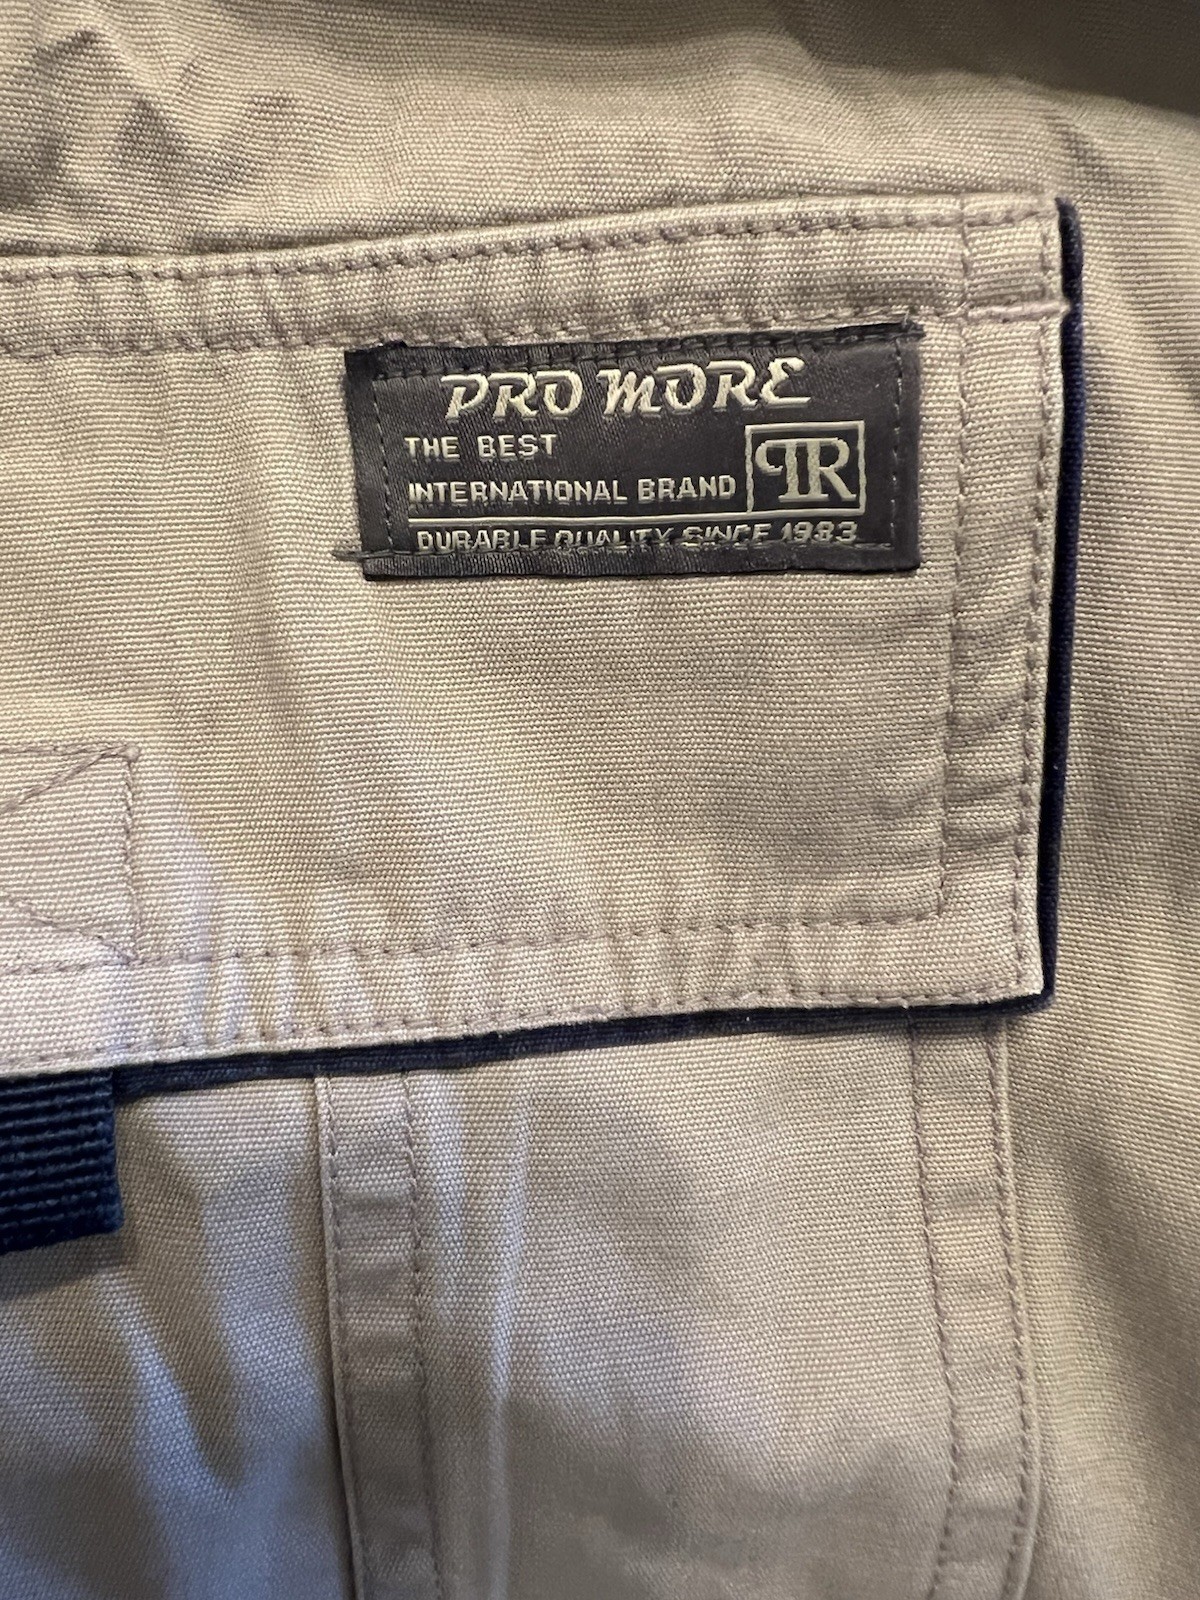 PRO MORE
THE BEST
INTERNATIONAL BRAND
PR
DURABLE QUALITY SINCE 1983